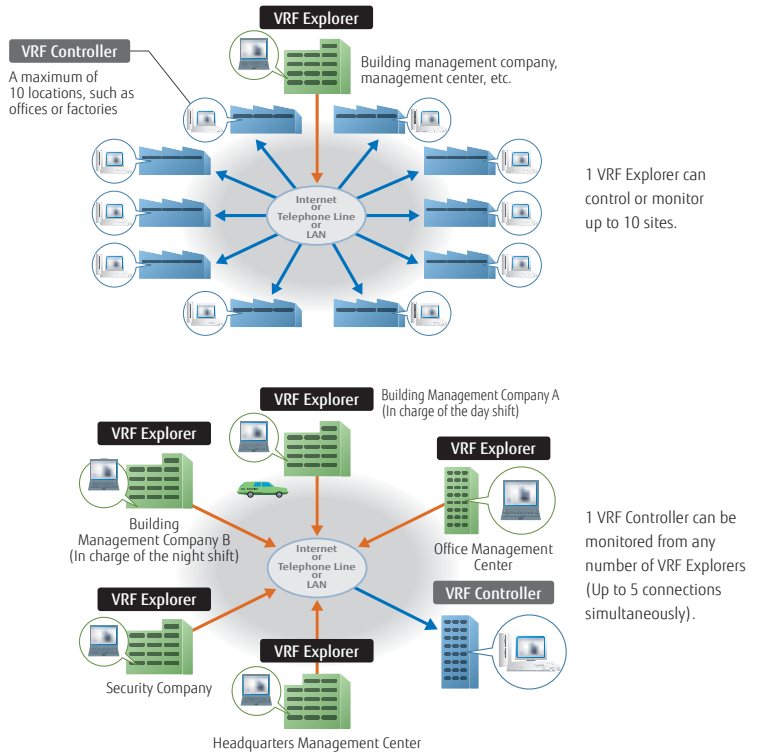 VRF Explorer
VRF Controller
A maximum of
10 locations, such as
offices or factories
Building management company,
management center, etc.
Internet
or
Telephone Line
or
LAN
1 VRF Explorer can
control or monitor
up to 10 sites.
VRF Explorer
Building Management Company A
(In charge of the day shift)
VRF Explorer
Building
Management Company B
(In charge of the night shift)
VRF Explorer
Office Management
Center
Internet
or
Telephone Line
or
LAN
1 VRF Controller can be
monitored from any
number of VRF Explorers
(Up to 5 connections
simultaneously).
VRF Explorer
Security Company
VRF Controller
VRF Explorer
Headquarters Management Center